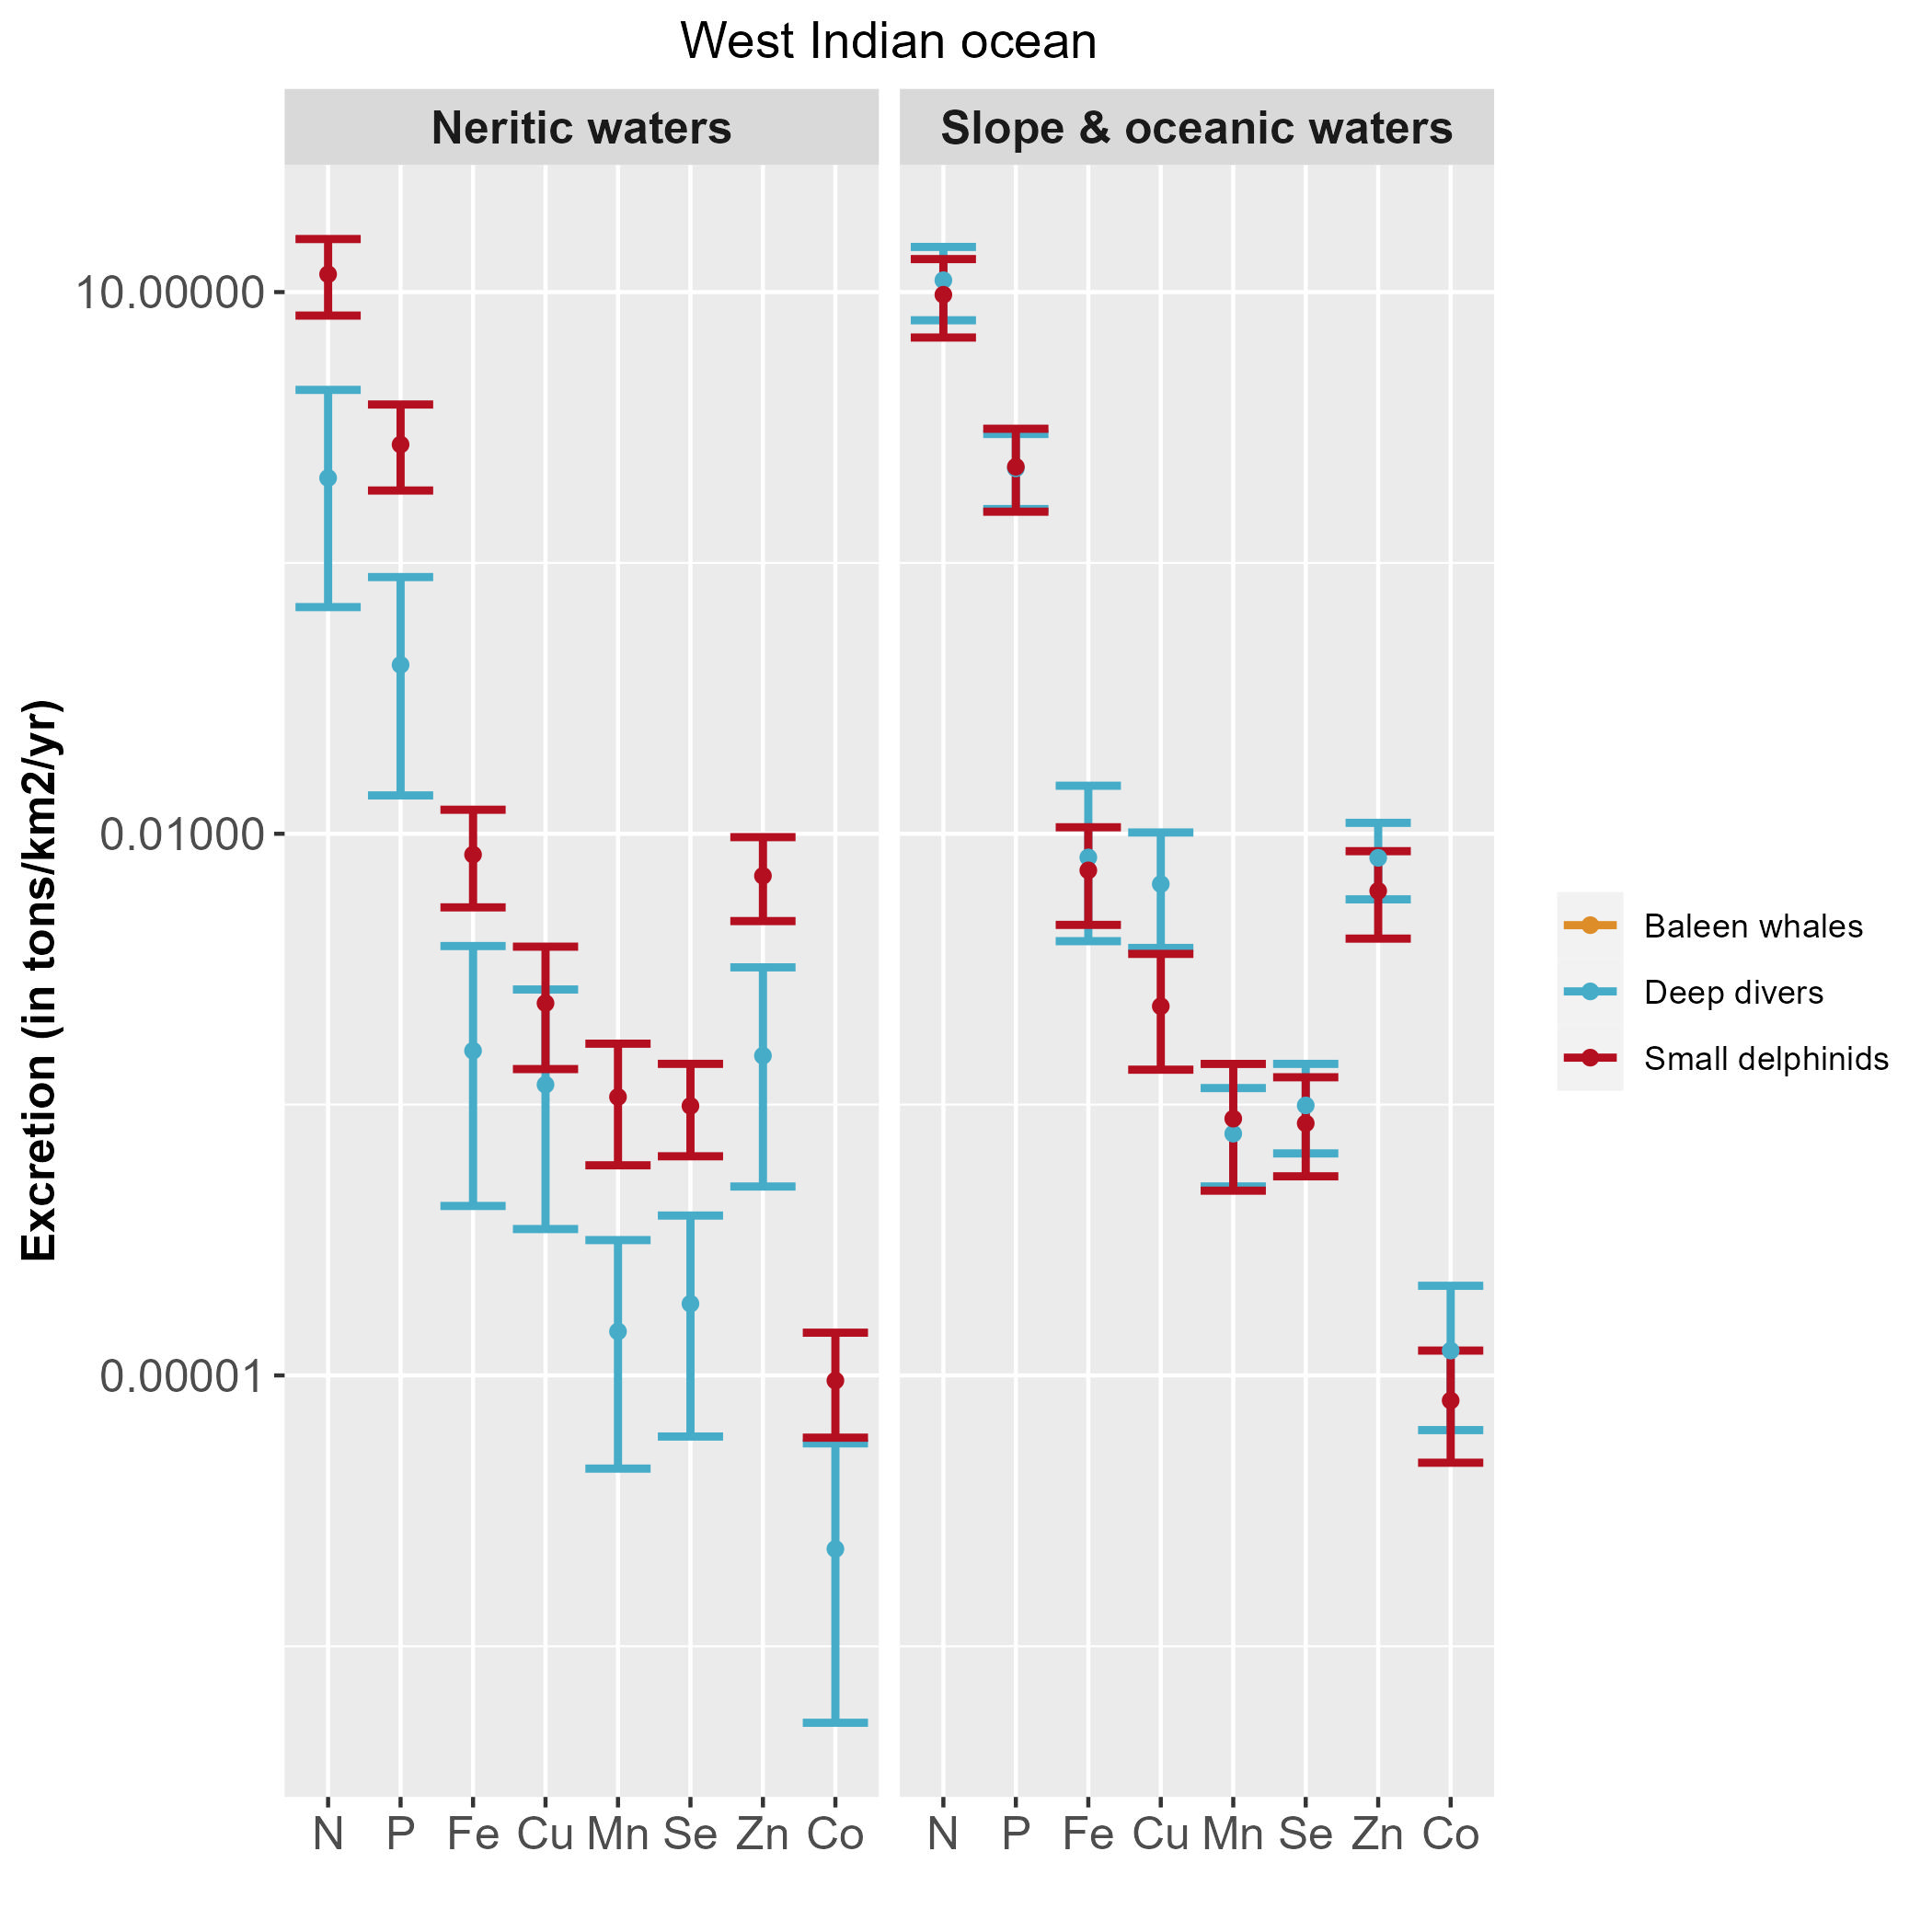 West Indian ocean
Neritic waters
Slope & oceanic waters
Excretion (in tons/km2/yr)
10.00000
0.01000
0.00001
N P Fe Cu Mn Se Zn Co
N P Fe Cu Mn Se Zn Co
Baleen whales
Deep divers
Small delphinids